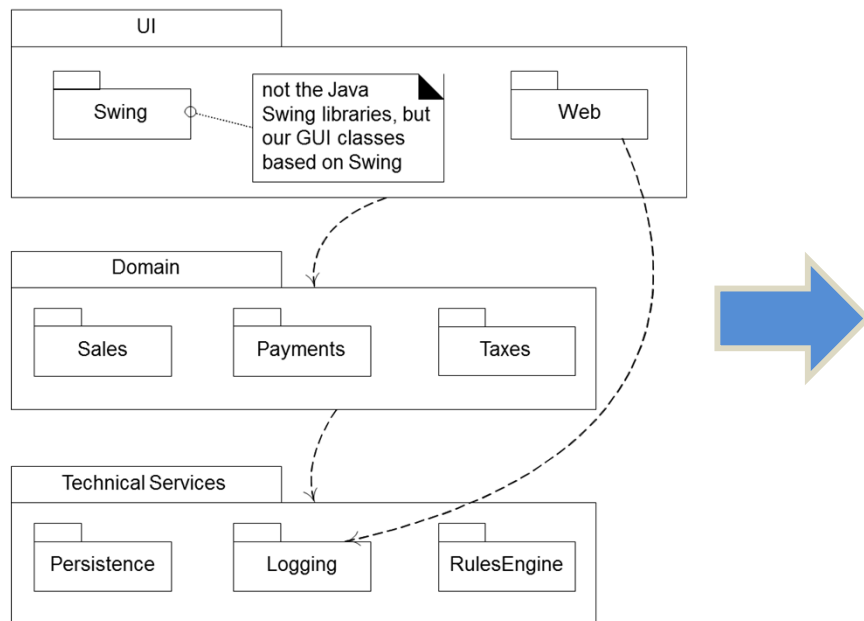 UI
Swing
not the Java
Swing libraries, but
our GUI classes
based on Swing
Web
Domain
Sales
Payments
Taxes
Technical Services
Persistence
Logging
RulesEngine